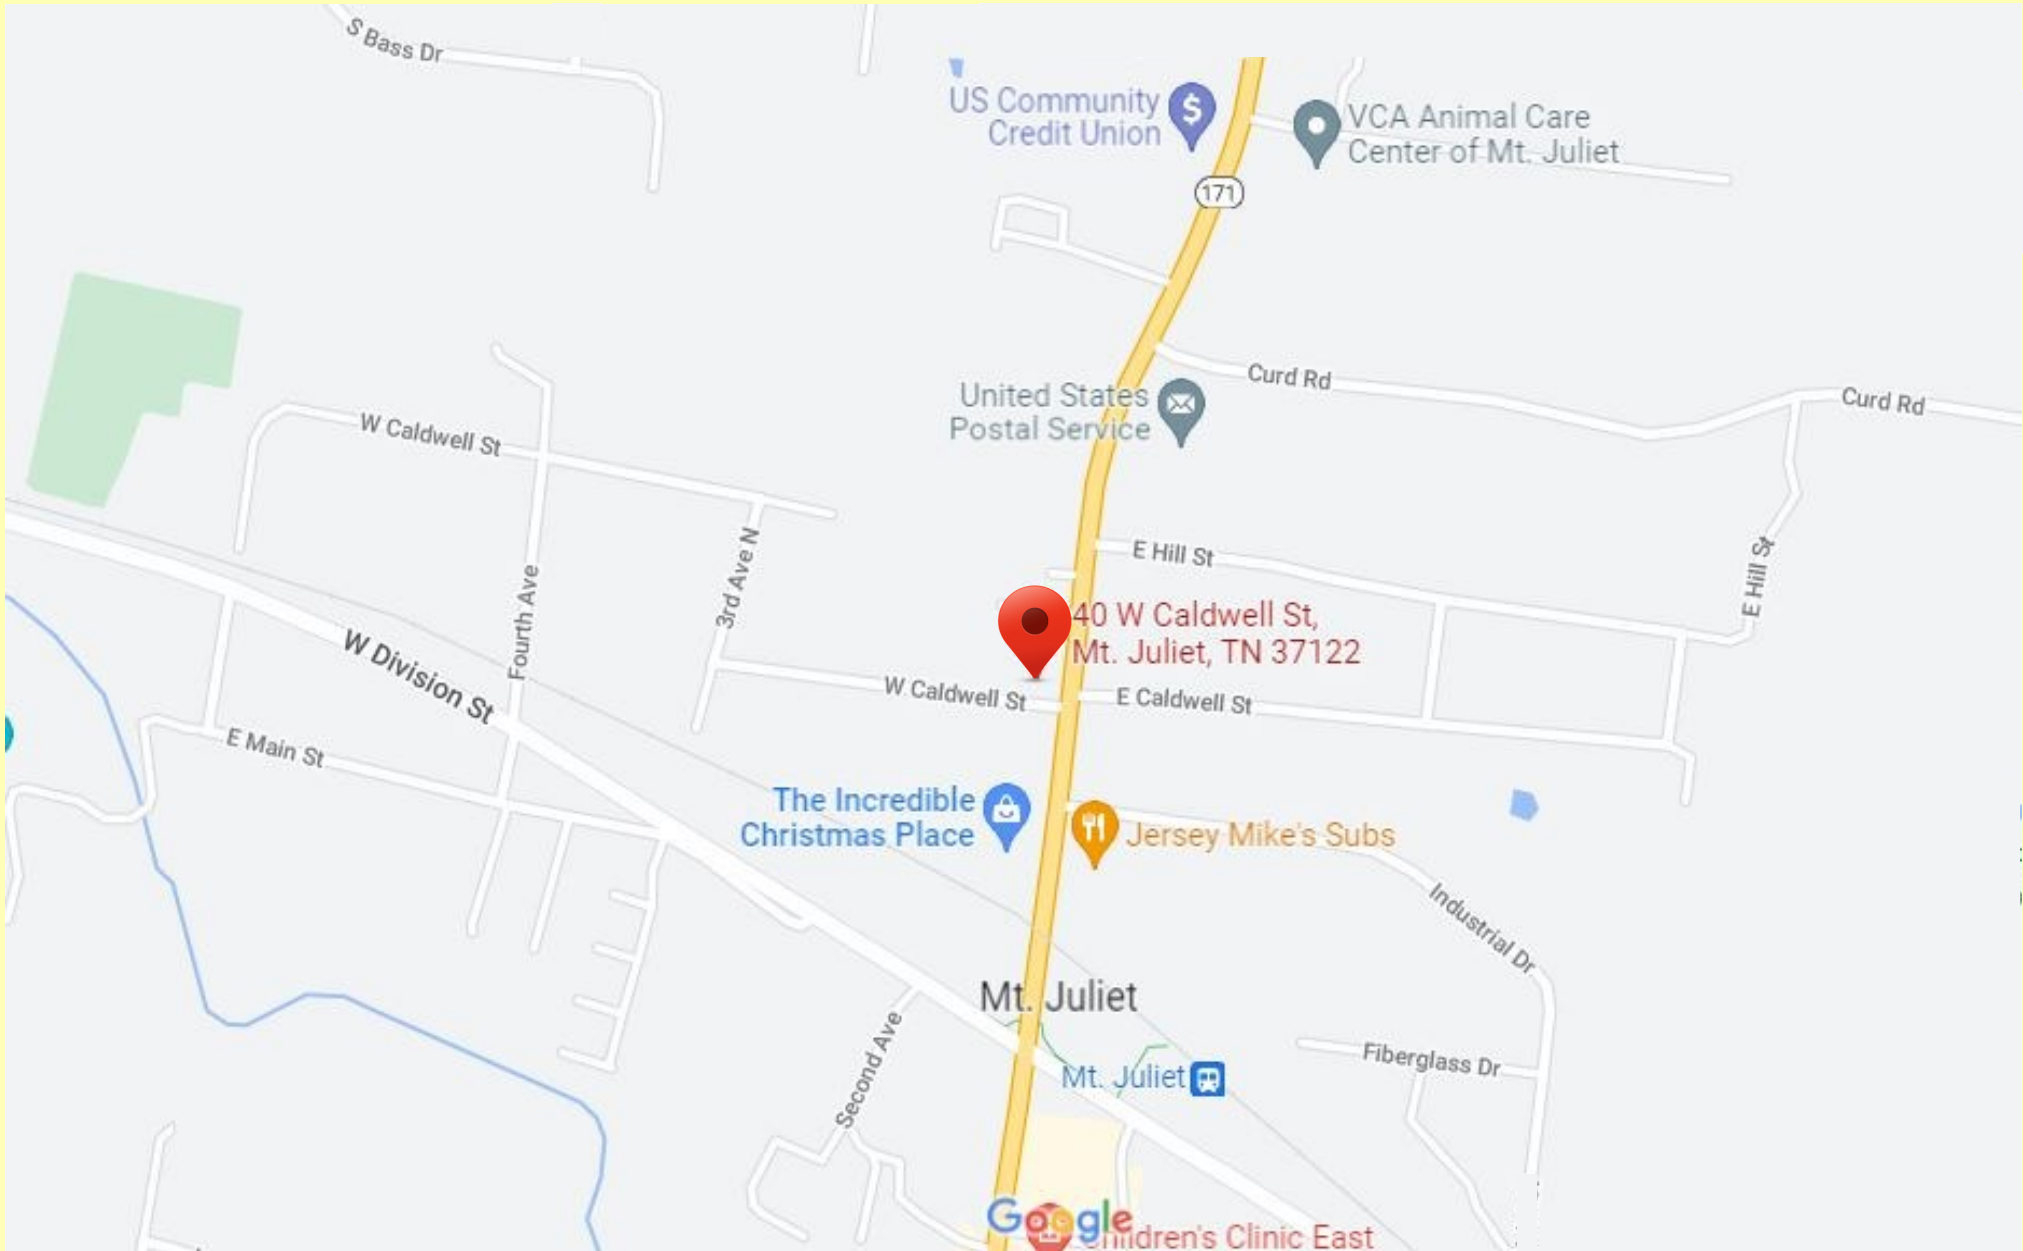 S Bass Dr
US Community
Credit Union
VCA Animal Care
Center of Mt. Juliet
171
Curd Rd
Curd Rd
United States
Postal Service
W Caldwell St
E Hill St
3rd Ave N
Fourth Ave
E Hill St
40 W Caldwell St,
Mt. Juliet, TN 37122
W Division St
W Caldwell St
E Caldwell St
E Main St
The Incredible
Christmas Place
Jersey Mike's Subs
Industrial Dr
Mt. Juliet
Second Ave
Fiberglass Dr
Mt. Juliet
Google
Children's Clinic East